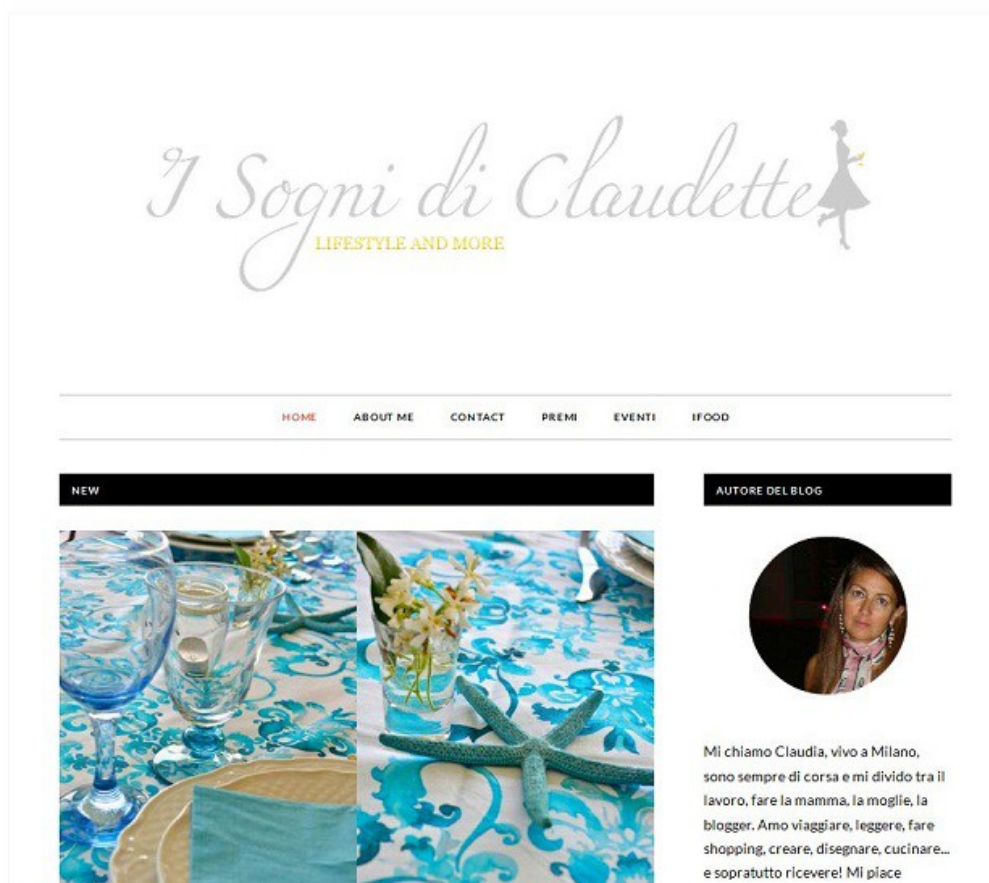 I Sogni di Claudette
LIFESTYLE AND MORE
HOME ABOUT ME CONTACT PREMI EVENTI IFOOD
NEW
AUTORE DEL BLOG
Mi chiamo Claudia, vivo a Milano,
sono sempre di corsa e mi divido tra il
lavoro, fare la mamma, la moglie, la
blogger. Amo viaggiare, leggere, fare
shopping, creare, disegnare, cucinare...
e sopratutto ricevere! Mi piace